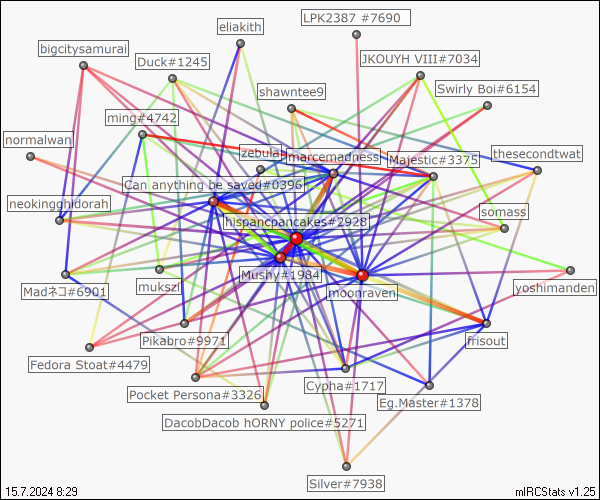 LPK2387 #7690
eliakith
bigcitysamurai
Duck#1245
JKOUYH VIII#7034
shawntee9
Swirly Boi#6154
ming#4742
normalwan
zebulai
marcemadness
Majestic#3375
thesecondtwat
Can anything be saved#0396
neokingghidorah
hispancpancakes#2928
somass
Mushy#1984
Madネコ#6901
mukszi
moonraven
yoshimanden
Pikabro#9971
frisout
Fedora Stoat#4479
Cypha#1717
Pocket Persona#3326
Eg.Master#1378
DacobDacob hORNY police#5271
Silver#7938
15.7.2024 8:29
mIRCStats v1.25